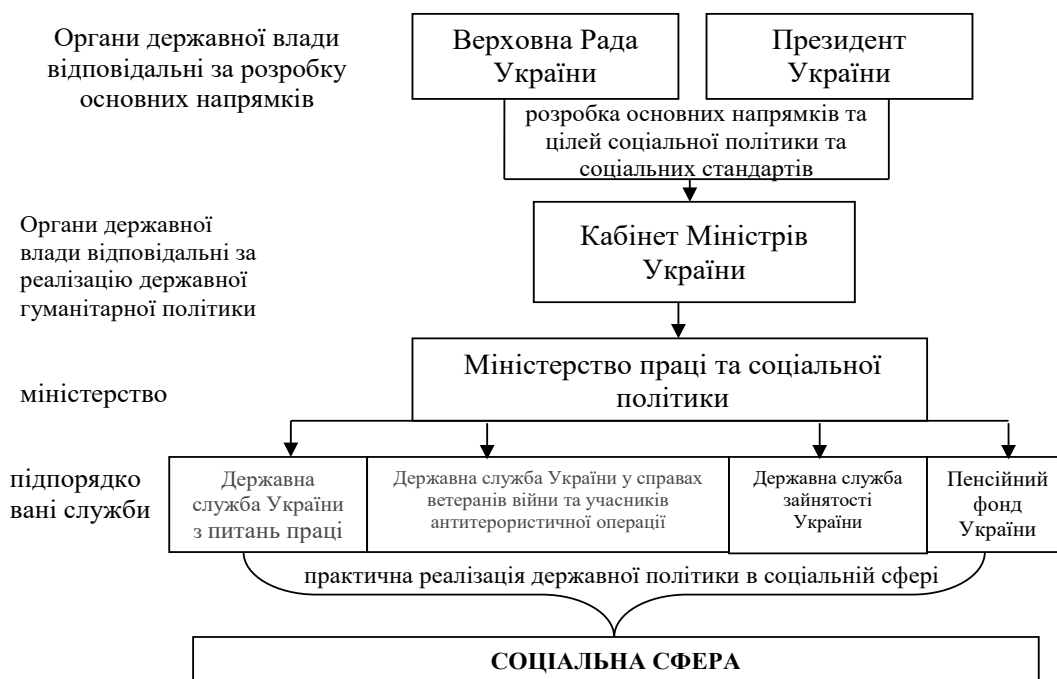 Органи державної влади
відповідальні за розробку
основних напрямків
Верховна Рада
України
Президент
України
розробка основних напрямків та
цілей соціальної політики та
соціальних стандартів
Органи державної
влади відповідальні за
реалізацію державної
гуманітарної політики
Кабінет Міністрів
України
міністерство
Міністерство праці та соціальної
політики
підпорядко
вані служби
Державна
служба України
з питань праці
Державна служба України у справах
ветеранів війни та учасників
антитерористичної операції
Державна служба
зайнятості
України
Пенсійний
фонд
України
практична реалізація державної політики в соціальній сфері
СОЦІАЛЬНА СФЕРА